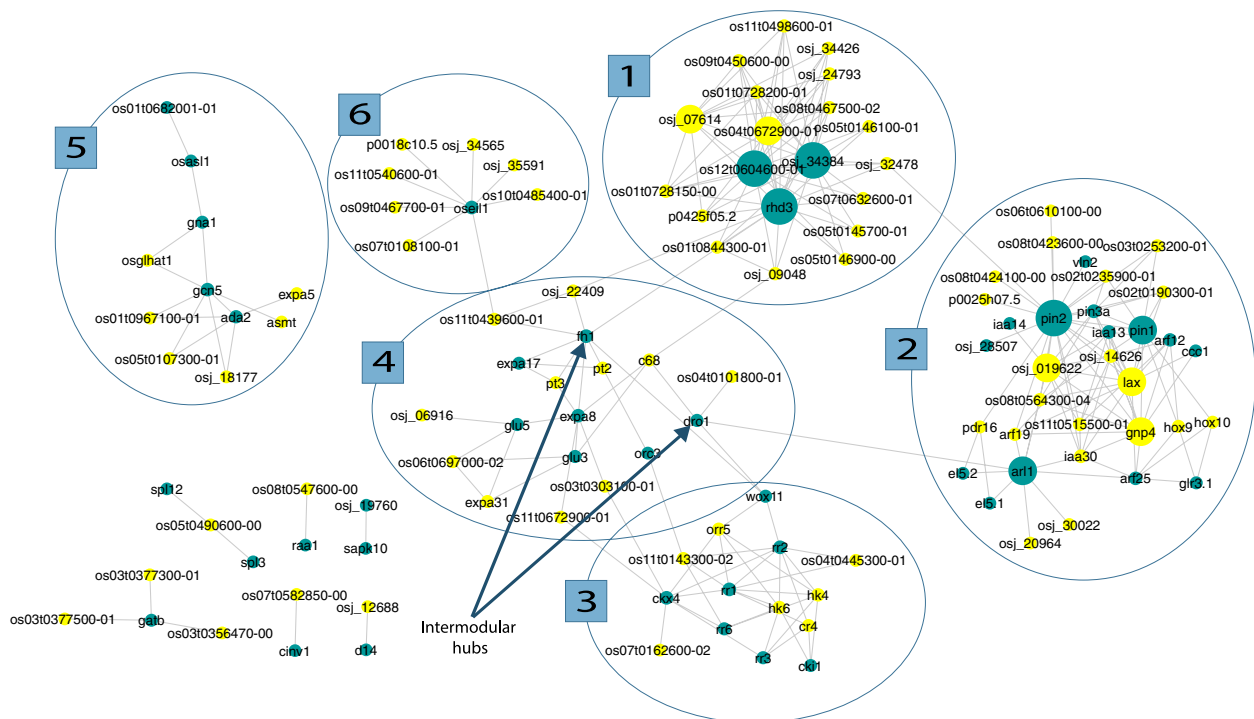 1
os11t0498600-01
osj_34426
os09t0450600-00
osj_24793
os01t0728200-01
os08t0467500-02
osj_07614
os04t0672900-01
os05t0146100-01
os12t0604600-01
osj_34384
osj_32478
os01t0728150-00
rhd3
os07t0632600-01
p0425f05.2
os05t0145700-01
os01t0844300-01
os05t0146900-00
osj_09048
5
os01t0682001-01
osasl1
gna1
osglhat1
gcn5
expa5
os01t0967100-01
ada2
asmt
os05t0107300-01
osj_18177
6
p0018c10.5
osj_34565
osj_35591
os11t0540600-01
os10t0485400-01
os09t0467700-01
osell1
os07t0108100-01
2
os06t0610100-00
os08t0423600-00
os03t0253200-01
vln2
os08t0424100-00
os02t0235900-01
p0025h07.5
os02t0190300-01
pin3a
iaa14
pin2
iaa13
pin1
arf12
osj_28507
osj_14626
ccc1
osj_019622
lax
os08t0564300-04
os11t0515500-01
pdr16
arf19
gnp4
hox9
hox10
iaa30
el5.2
arl1
arf25
glr3.1
el5.1
osj_30022
osj_20964
4
osj_22409
os11t0439600-01
fh1
expa17
pt3
pt2
c68
os04t0101800-01
osj_06916
glu5
expa8
dro1
os06t0697000-02
glu3
orc3
expa31
os03t0303100-01
os11t0672900-01
3
wox11
orr5
rr2
os11t0143300-02
os04t0445300-01
ckx4
rr1
hk6
hk4
rr6
cr4
os07t0162600-02
rr3
cki1
Intermodular
hubs
spl12
os08t0547600-00
osj_19760
os05t0490600-00
raa1
sapk10
spl3
os03t0377300-01
os07t0582850-00
osj_12688
os03t0377500-01
gatb
os03t0356470-00
cinv1
d14